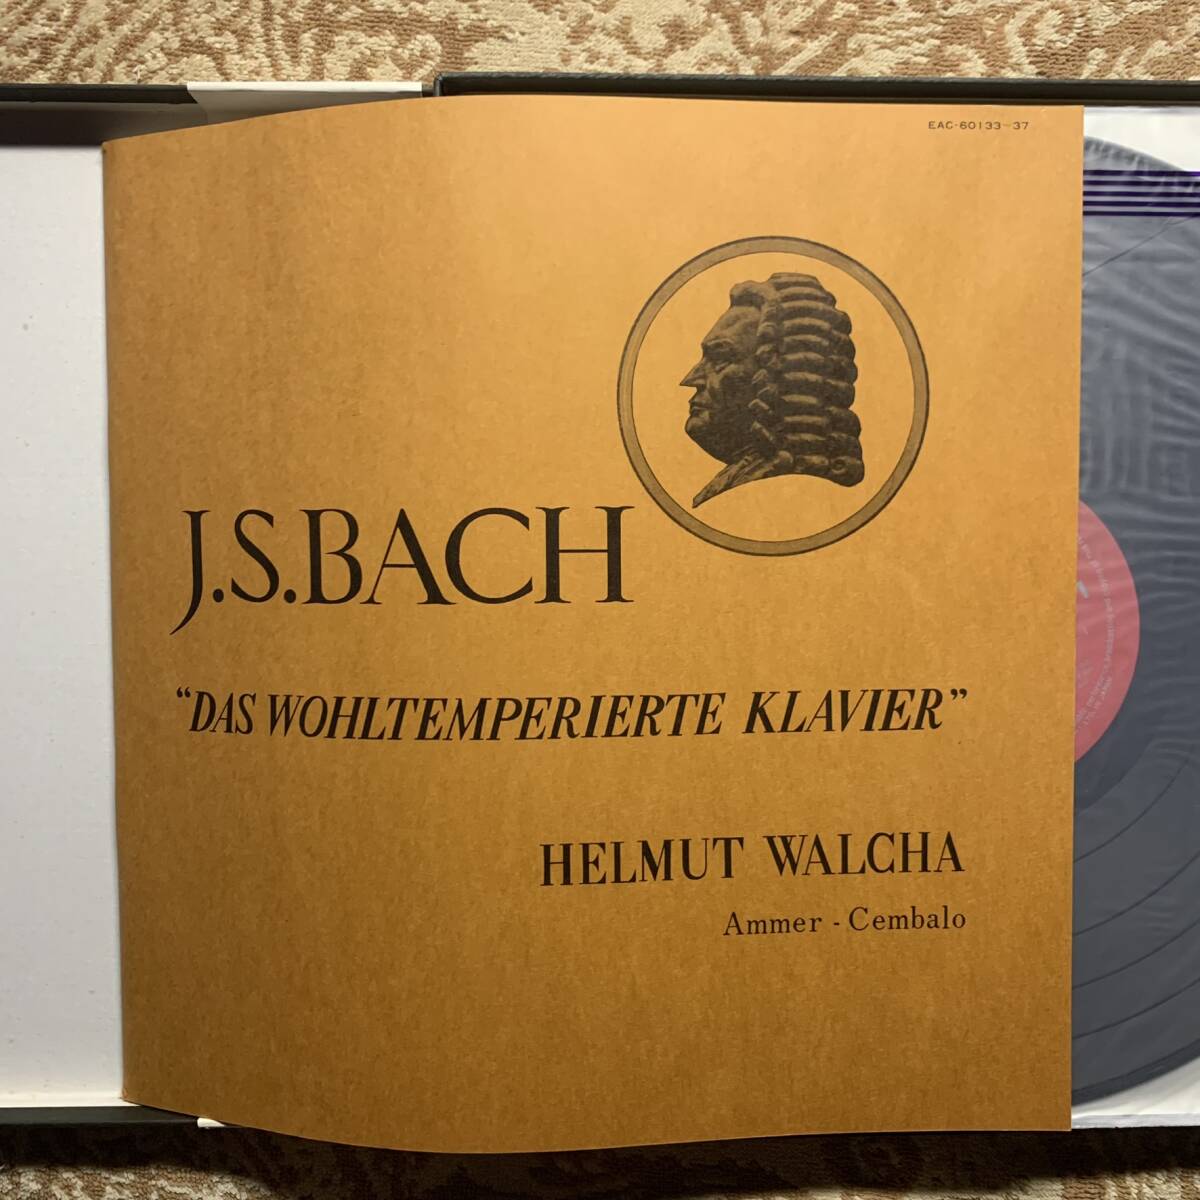 EAC-60133-37
J.S.BACH
“DAS WOHLTEMPERIERTE KLAVIER”
HELMUT WALCHA
Ammer - Cembalo